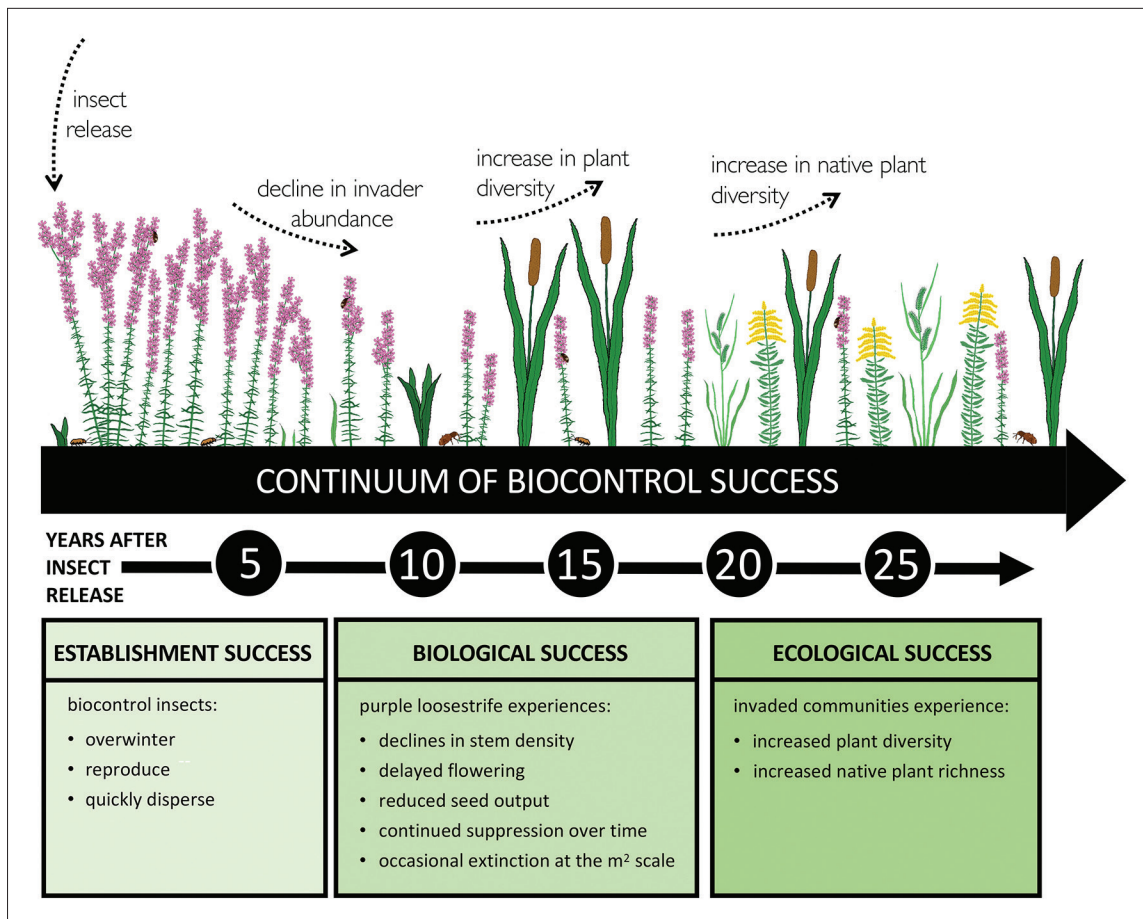 insect
release
decline in invader
abundance
increase in plant
diversity
increase in native plant
diversity
CONTINUUM OF BIOCONTROL SUCCESS
YEARS AFTER
INSECT
RELEASE
5 10 15 20 25
ESTABLISHMENT SUCCESS
biocontrol insects:
• overwinter
• reproduce
• quickly disperse
BIOLOGICAL SUCCESS
purple loosestrife experiences:
• declines in stem density
• delayed flowering
• reduced seed output
• continued suppression over time
• occasional extinction at the m² scale
ECOLOGICAL SUCCESS
invaded communities experience:
• increased plant diversity
• increased native plant richness